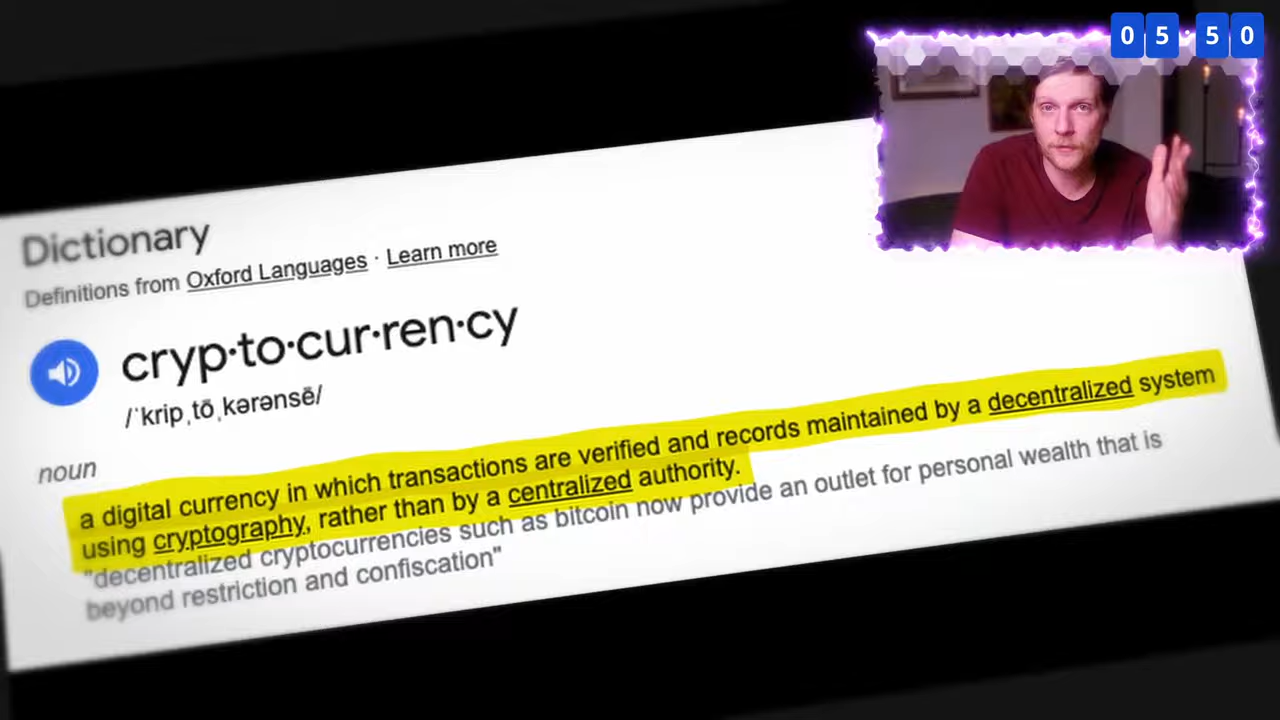 05:50
Dictionary
Definitions from Oxford Languages · Learn more
cryp·to·cur·ren·cy
/ˈkripˌtōˌkərənsē/
noun
a digital currency in which transactions are verified and records maintained by a decentralized system
using cryptography, rather than by a centralized authority.
"decentralized cryptocurrencies such as bitcoin now provide an outlet for personal wealth that is
beyond restriction and confiscation"